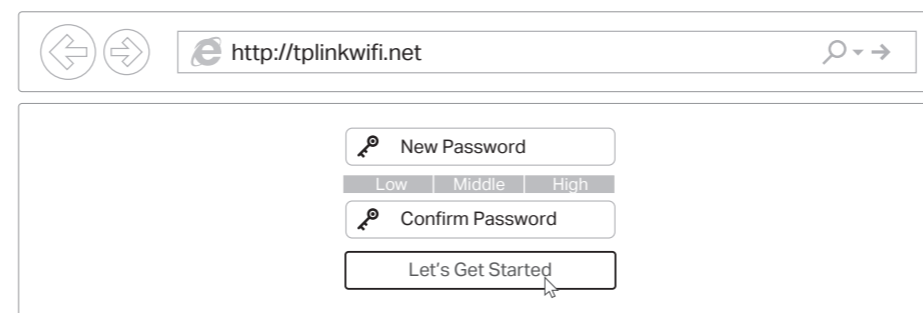 http://tplinkwifi.net
New Password
Low Middle High
Confirm Password
Let's Get Started